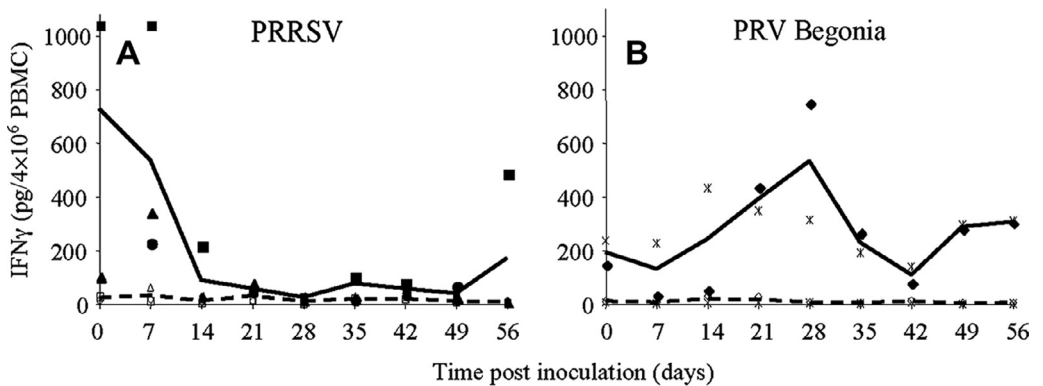 PRRSV
PRV Begonia
A
B
IFNγ (pg/4×10⁶ PBMC)
1000
800
600
400
200
0
0 7 14 21 28 35 42 49 56
1000
800
600
400
200
0
0 7 14 21 28 35 42 49 56
Time post inoculation (days)